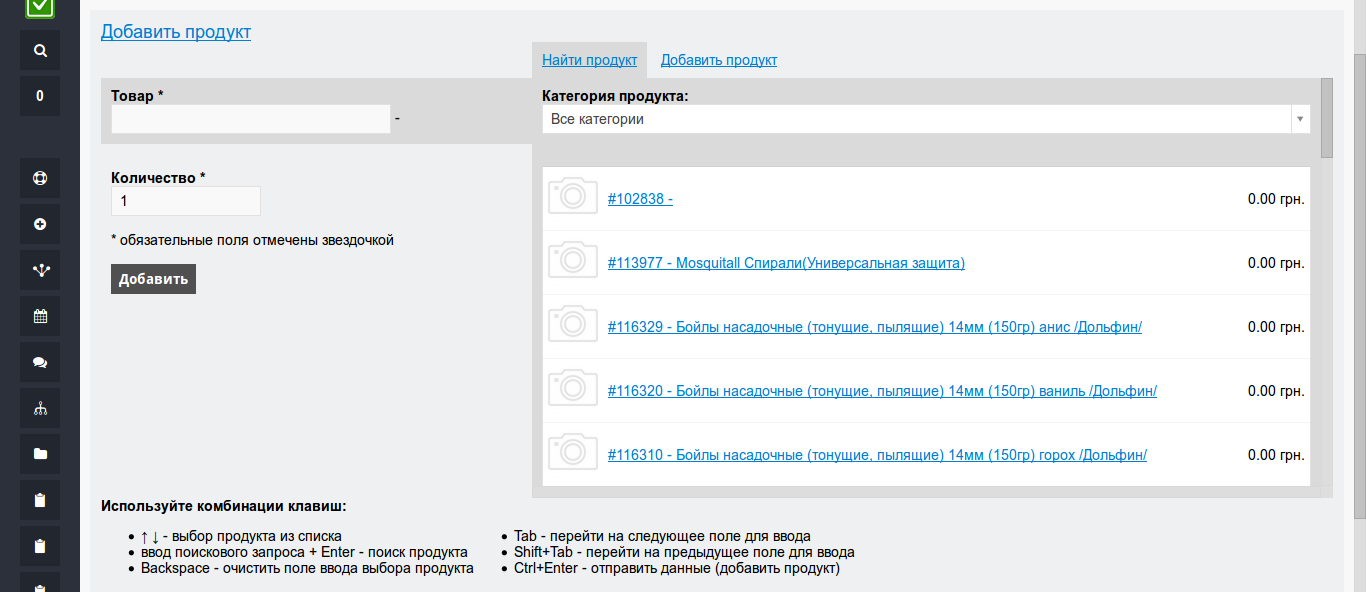 Добавить продукт
0
Найти продукт
Добавить продукт
Товар *
-
Категория продукта:
Все категории
Количество *
1
* обязательные поля отмечены звездочкой
Добавить
#102838 -
0.00 грн.
#113977 - Mosquitall Спирали(Универсальная защита)
0.00 грн.
#116329 - Бойлы насадочные (тонущие, пылящие) 14мм (150гр) анис /Дольфин/
0.00 грн.
#116320 - Бойлы насадочные (тонущие, пылящие) 14мм (150гр) ваниль /Дольфин/
0.00 грн.
#116310 - Бойлы насадочные (тонущие, пылящие) 14мм (150гр) горох /Дольфин/
0.00 грн.
Используйте комбинации клавиш:
• ↑ ↓ - выбор продукта из списка
• ввод поискового запроса + Enter - поиск продукта
• Backspace - очистить поле ввода выбора продукта
• Tab - перейти на следующее поле для ввода
• Shift+Tab - перейти на предыдущее поле для ввода
• Ctrl+Enter - отправить данные (добавить продукт)